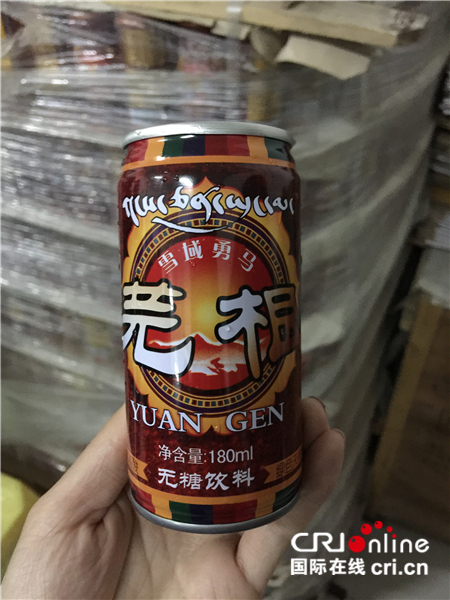 雪域勇马
芫根
YUAN GEN
净含量:180ml
无糖饮料
CRIonline
国际在线 cri.cn